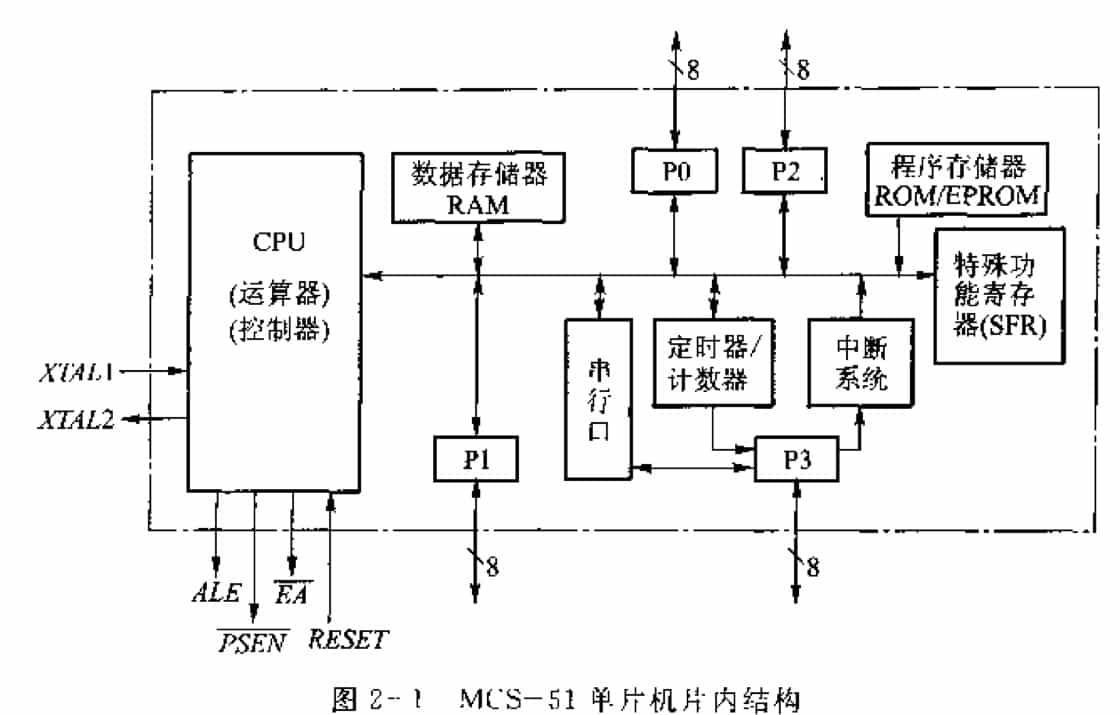 8
8
数据存储器
RAM
P0
P2
程序存储器
ROM/EPROM
CPU
(运算器)
(控制器)
特殊功
能寄存
器(SFR)
串
行
口
定时器/
计数器
中断
系统
XTAL1
XTAL2
P1
P3
8
8
ALE
EA
PSEN
RESET
图 2-1 MCS-51 单片机片内结构